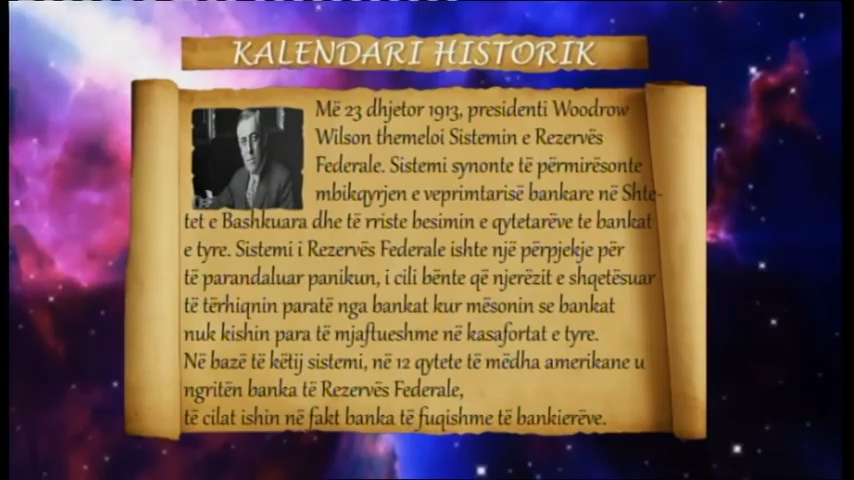 KALENDARI HISTORIK
Më 23 dhjetor 1913, presidenti Woodrow
Wilson themeloi Sistemin e Rezervës
Federale. Sistemi synonte të përmirësonte
mbikqyrjen e veprimtarisë bankare në Shte-
tet e Bashkuara dhe të rriste besimin e qytetarëve te bankat
e tyre. Sistemi i Rezervës Federale ishte një përpjekje për
të parandaluar panikun, i cili bënte që njerëzit e shqetësuar
të tërhiqnin paratë nga bankat kur mësonin se bankat
nuk kishin para të mjaftueshme në kasafortat e tyre.
Në bazë të këtij sistemi, në 12 qytete të mëdha amerikane u
ngritën banka të Rezervës Federale,
të cilat ishin në fakt banka të fuqishme të bankierëve.